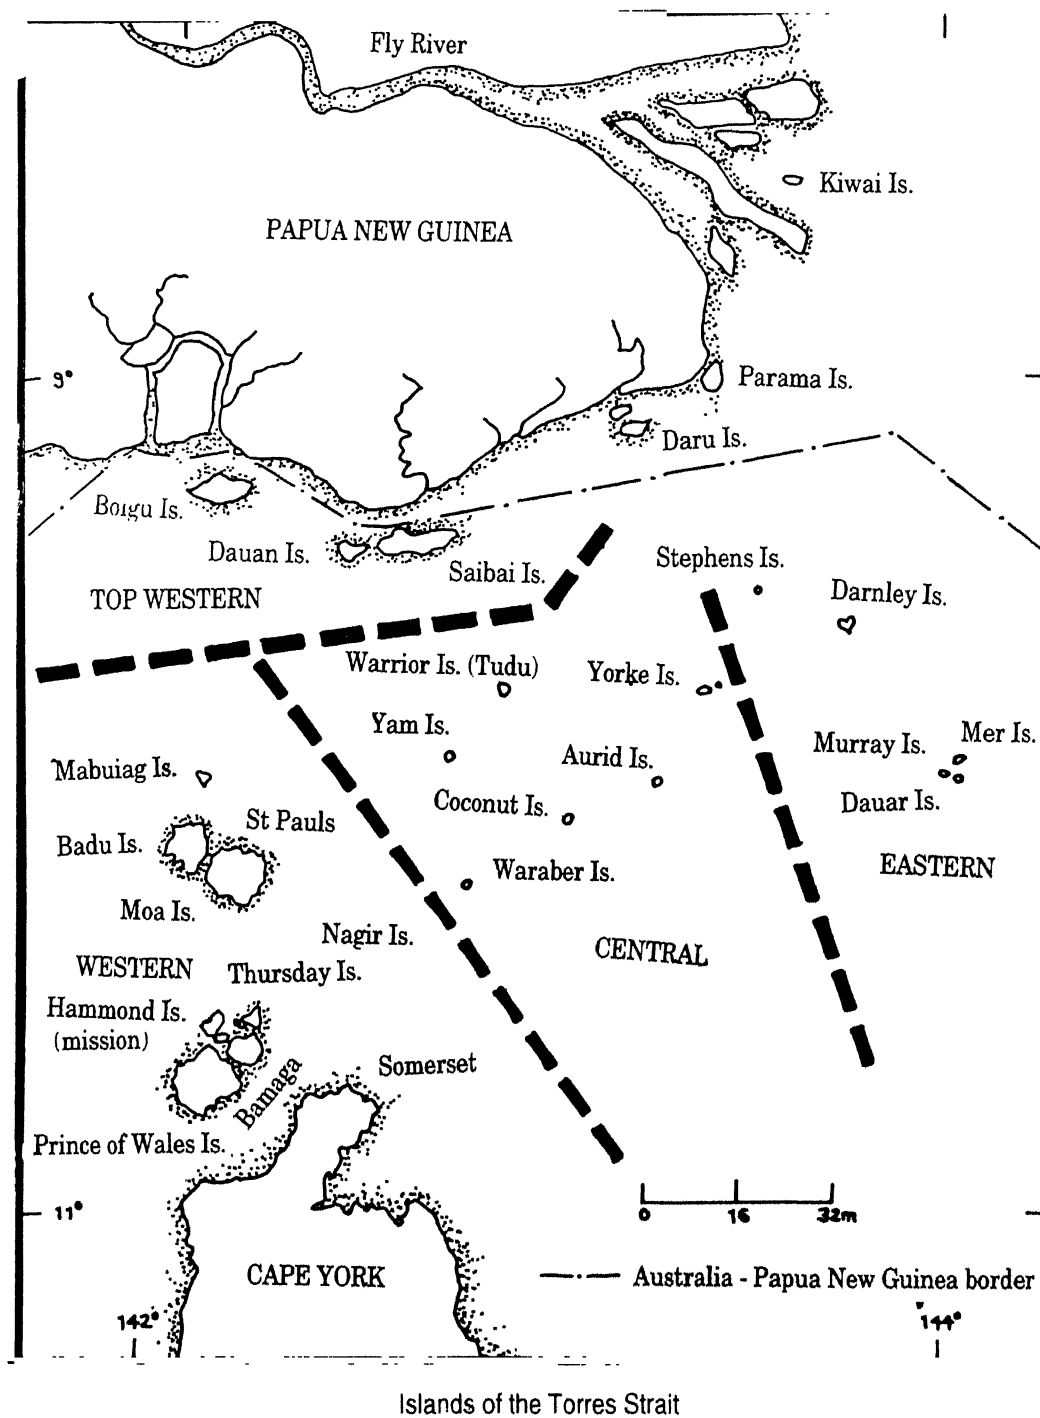 Fly River
Kiwai Is.
PAPUA NEW GUINEA
9°
Parama Is.
Daru Is.
Boigu Is.
Dauan Is.
Saibai Is.
Stephens Is.
Darnley Is.
TOP WESTERN
Warrior Is. (Tudu)
Yorke Is.
Yam Is.
Aurid Is.
Murray Is.
Mer Is.
Mabuiag Is.
Coconut Is.
Dauar Is.
St Pauls
Badu Is.
Waraber Is.
EASTERN
Moa Is.
Nagir Is.
CENTRAL
WESTERN
Thursday Is.
Hammond Is.
(mission)
Somerset
Bamaga
Prince of Wales Is.
11°
0 16 32m
CAPE YORK
Australia - Papua New Guinea border
142°
144°
Islands of the Torres Strait